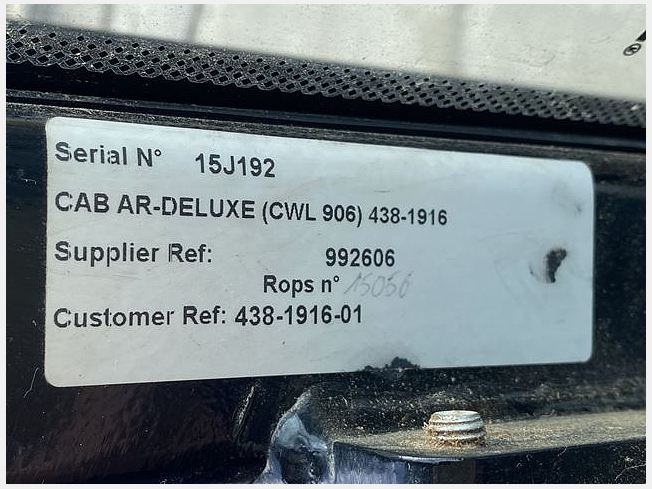 Serial N° 15J192
CAB AR-DELUXE (CWL 906) 438-1916
Supplier Ref: 992606
Rops n° 15056
Customer Ref: 438-1916-01